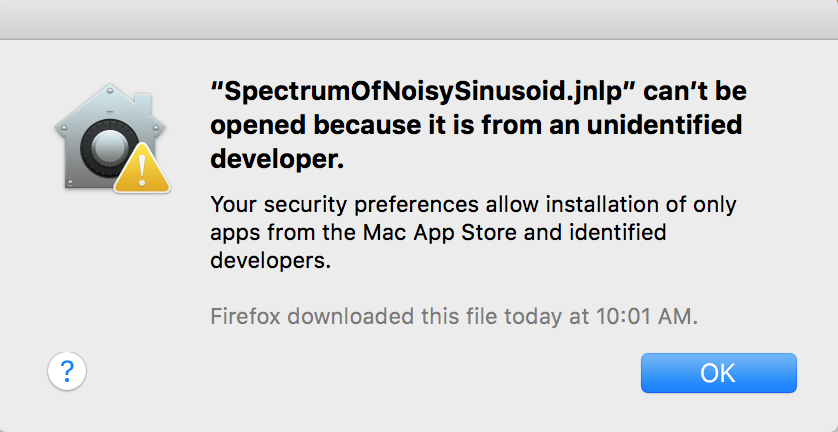 “SpectrumOfNoisySinusoid.jnlp” can’t be
opened because it is from an unidentified
developer.
Your security preferences allow installation of only
apps from the Mac App Store and identified
developers.
Firefox downloaded this file today at 10:01 AM.
?
OK